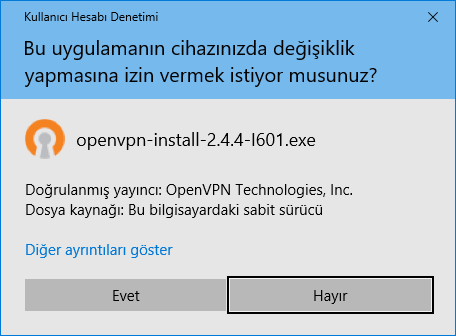 Kullanıcı Hesabı Denetimi
Bu uygulamanın cihazınızda değişiklik
yapmasına izin vermek istiyor musunuz?
openvpn-install-2.4.4-I601.exe
Doğrulanmış yayıncı: OpenVPN Technologies, Inc.
Dosya kaynağı: Bu bilgisayardaki sabit sürücü
Diğer ayrıntıları göster
Evet
Hayır